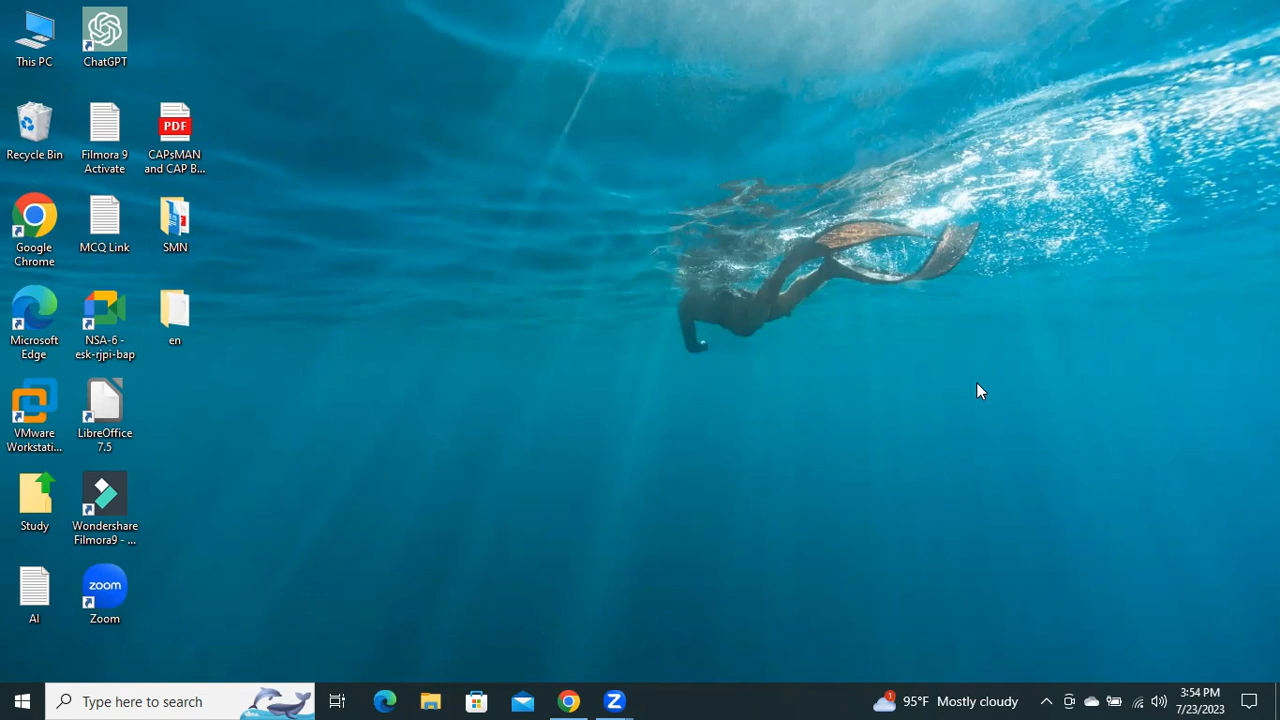 This PC
ChatGPT
Recycle Bin
Filmora 9
Activate
PDF
CAPsMAN
and CAP B...
Google
Chrome
MCQ Link
SMN
Microsoft
Edge
NSA-6 -
esk-rjpi-bap
en
VMware
Workstati...
LibreOffice
7.5
Study
Wondershare
Filmora9 - ...
AI
zoom
Zoom
Type here to search
Z
1
95°F Mostly cloudy
3:54 PM
7/23/2023